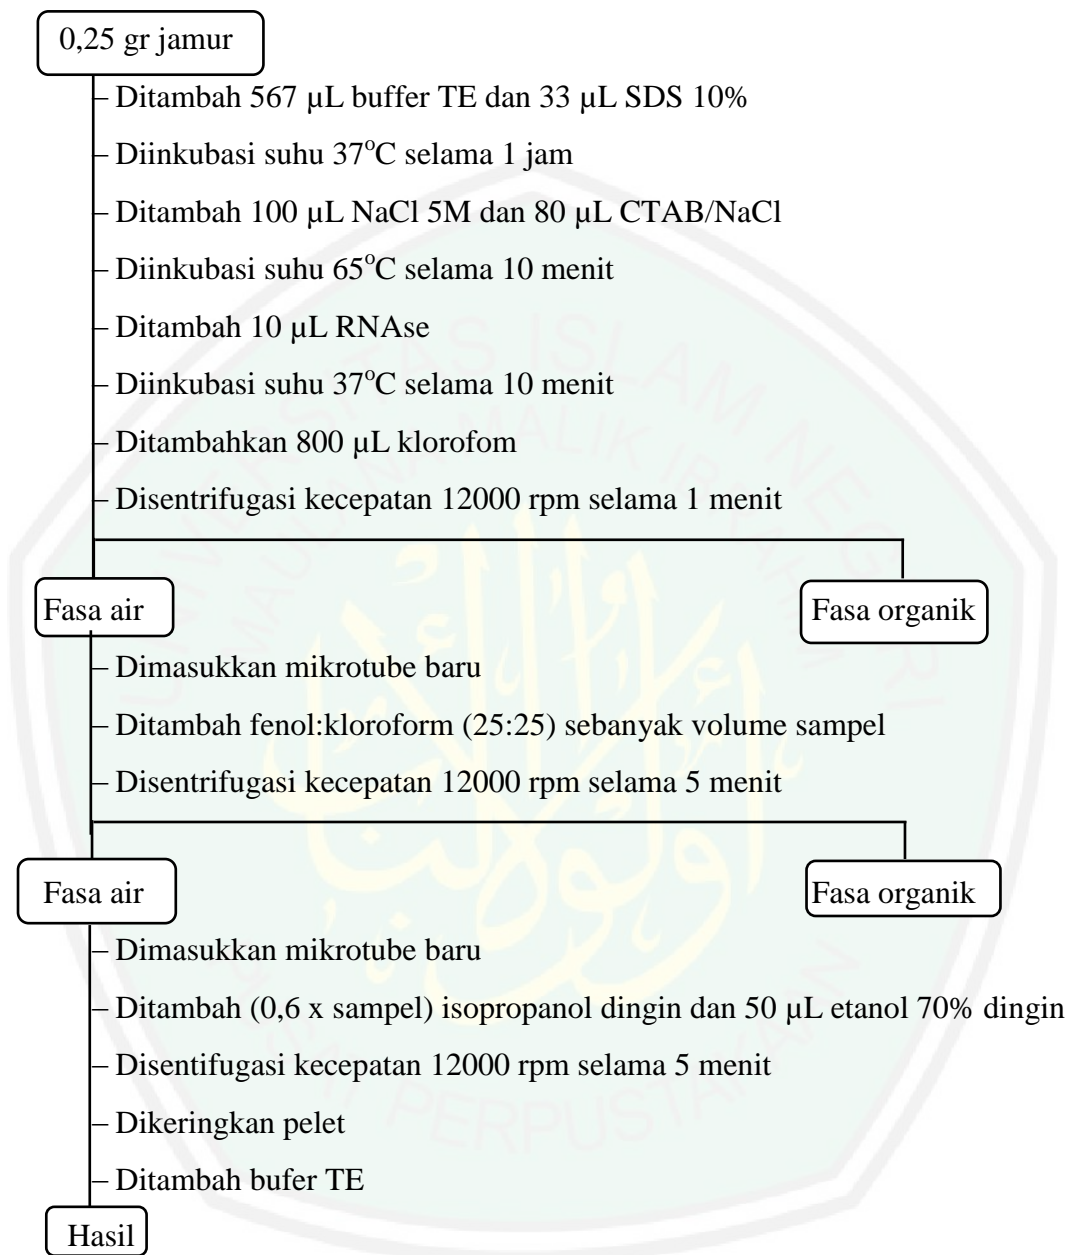 0,25 gr jamur
– Ditambah 567 µL buffer TE dan 33 µL SDS 10%
– Diinkubasi suhu 37°C selama 1 jam
– Ditambah 100 µL NaCl 5M dan 80 µL CTAB/NaCl
– Diinkubasi suhu 65°C selama 10 menit
– Ditambah 10 µL RNAse
– Diinkubasi suhu 37°C selama 10 menit
– Ditambahkan 800 µL klorofom
– Disentrifugasi kecepatan 12000 rpm selama 1 menit
Fasa air Fasa organik
– Dimasukkan mikrotube baru
– Ditambah fenol:kloroform (25:25) sebanyak volume sampel
– Disentrifugasi kecepatan 12000 rpm selama 5 menit
Fasa air Fasa organik
– Dimasukkan mikrotube baru
– Ditambah (0,6 x sampel) isopropanol dingin dan 50 µL etanol 70% dingin
– Disentifugasi kecepatan 12000 rpm selama 5 menit
– Dikeringkan pelet
– Ditambah bufer TE
Hasil